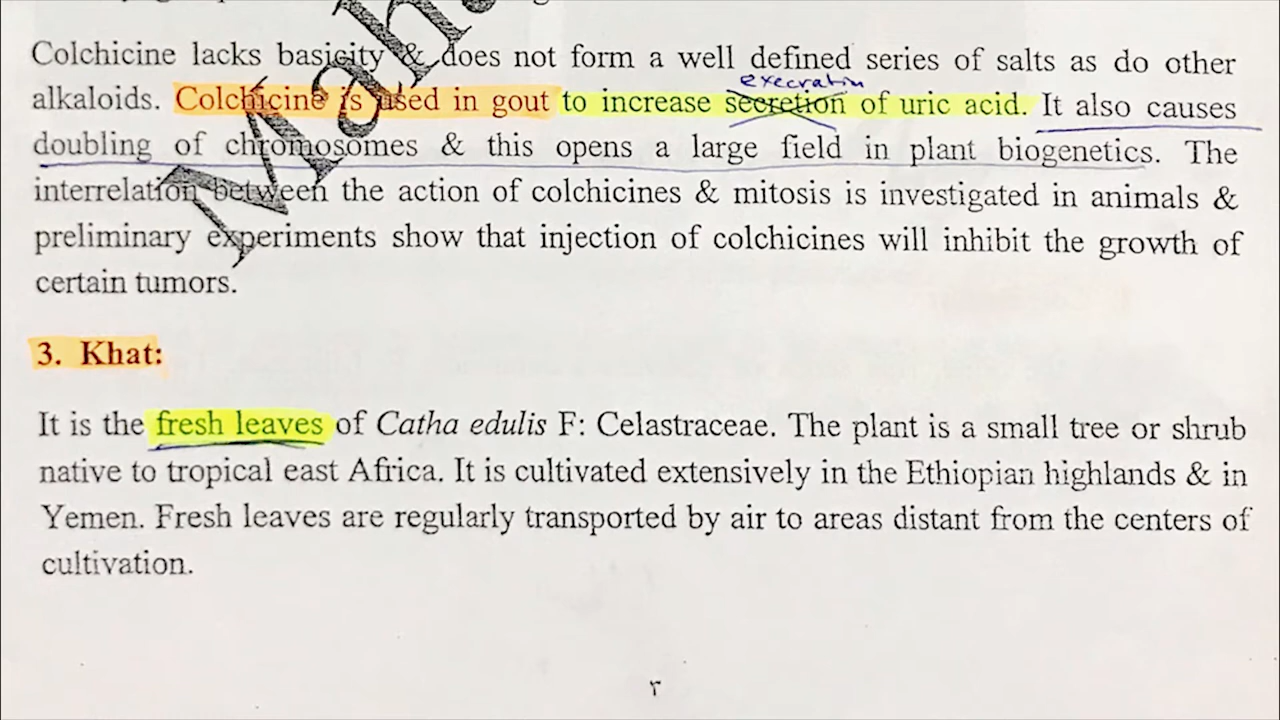 Colchicine lacks basicity & does not form a well defined series of salts as do other
execratin
alkaloids. Colchicine is used in gout to increase secretion of uric acid. It also causes
doubling of chromosomes & this opens a large field in plant biogenetics. The
interrelation between the action of colchicines & mitosis is investigated in animals &
preliminary experiments show that injection of colchicines will inhibit the growth of
certain tumors.
3. Khat:
It is the fresh leaves of Catha edulis F: Celastraceae. The plant is a small tree or shrub
native to tropical east Africa. It is cultivated extensively in the Ethiopian highlands & in
Yemen. Fresh leaves are regularly transported by air to areas distant from the centers of
cultivation.
٣